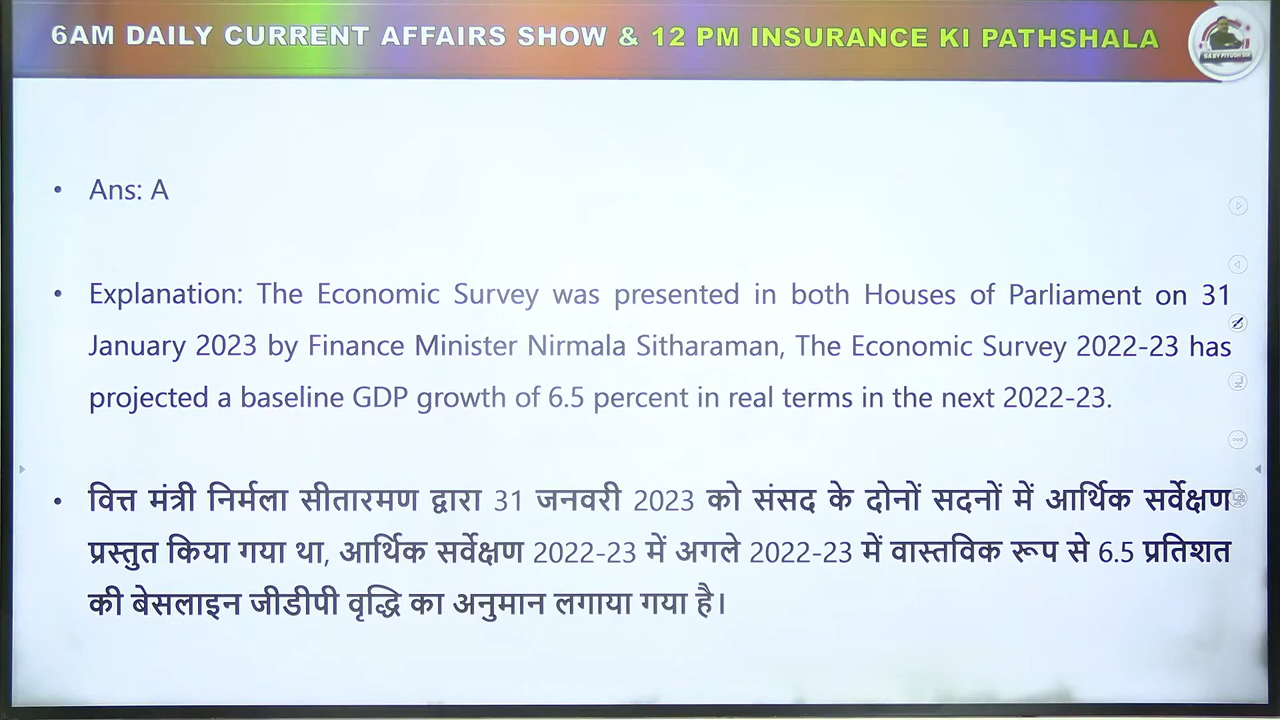 6AM DAILY CURRENT AFFAIRS SHOW & 12 PM INSURANCE KI PATHSHALA
• Ans: A
• Explanation: The Economic Survey was presented in both Houses of Parliament on 31
January 2023 by Finance Minister Nirmala Sitharaman, The Economic Survey 2022-23 has
projected a baseline GDP growth of 6.5 percent in real terms in the next 2022-23.
• वित्त मंत्री निर्मला सीतारमण द्वारा 31 जनवरी 2023 को संसद के दोनों सदनों में आर्थिक सर्वेक्षण
प्रस्तुत किया गया था, आर्थिक सर्वेक्षण 2022-23 में अगले 2022-23 में वास्तविक रूप से 6.5 प्रतिशत
की बेसलाइन जीडीपी वृद्धि का अनुमान लगाया गया है।